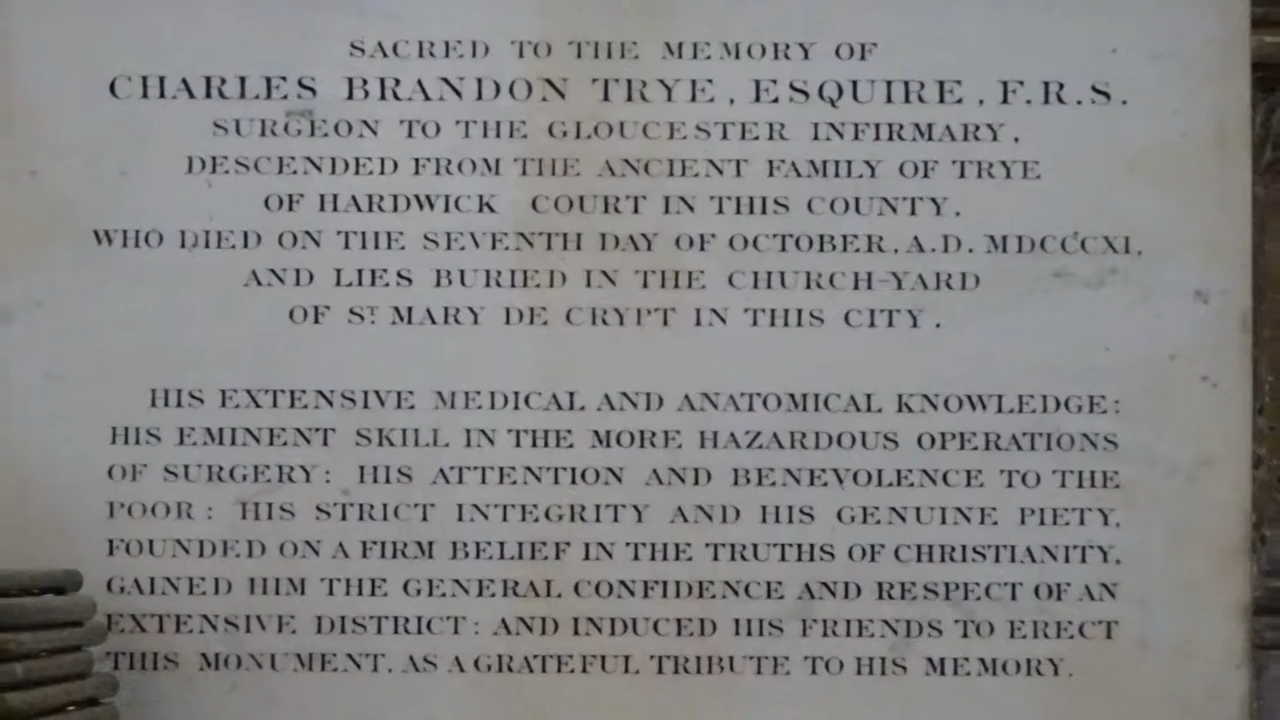 SACRED TO THE MEMORY OF
CHARLES BRANDON TRYE, ESQUIRE, F.R.S.
SURGEON TO THE GLOUCESTER INFIRMARY,
DESCENDED FROM THE ANCIENT FAMILY OF TRYE
OF HARDWICK COURT IN THIS COUNTY.
WHO DIED ON THE SEVENTH DAY OF OCTOBER, A.D. MDCCCXI,
AND LIES BURIED IN THE CHURCH-YARD
OF ST MARY DE CRYPT IN THIS CITY.
HIS EXTENSIVE MEDICAL AND ANATOMICAL KNOWLEDGE:
HIS EMINENT SKILL IN THE MORE HAZARDOUS OPERATIONS
OF SURGERY: HIS ATTENTION AND BENEVOLENCE TO THE
POOR: HIS STRICT INTEGRITY AND HIS GENUINE PIETY,
FOUNDED ON A FIRM BELIEF IN THE TRUTHS OF CHRISTIANITY,
GAINED HIM THE GENERAL CONFIDENCE AND RESPECT OF AN
EXTENSIVE DISTRICT: AND INDUCED HIS FRIENDS TO ERECT
THIS MONUMENT, AS A GRATEFUL TRIBUTE TO HIS MEMORY.